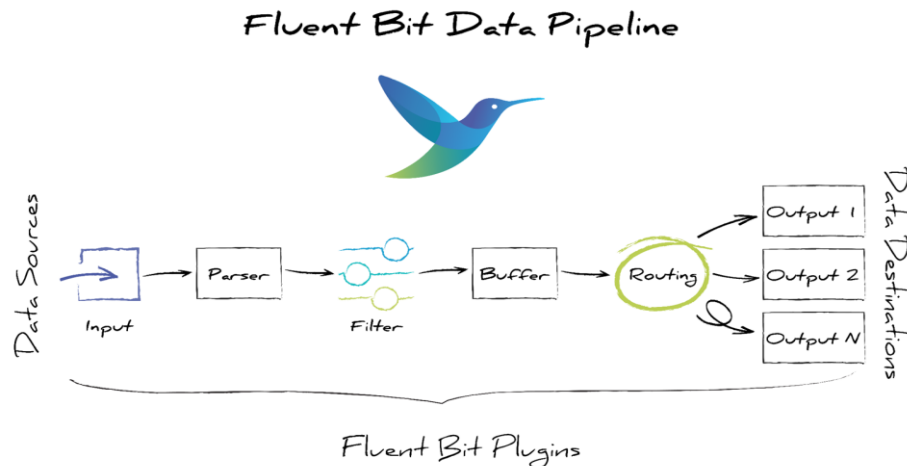 Fluent Bit Data Pipeline
Data Sources
Input
Parser
Filter
Buffer
Routing
Output 1
Output 2
Output N
Data Destinations
Fluent Bit Plugins